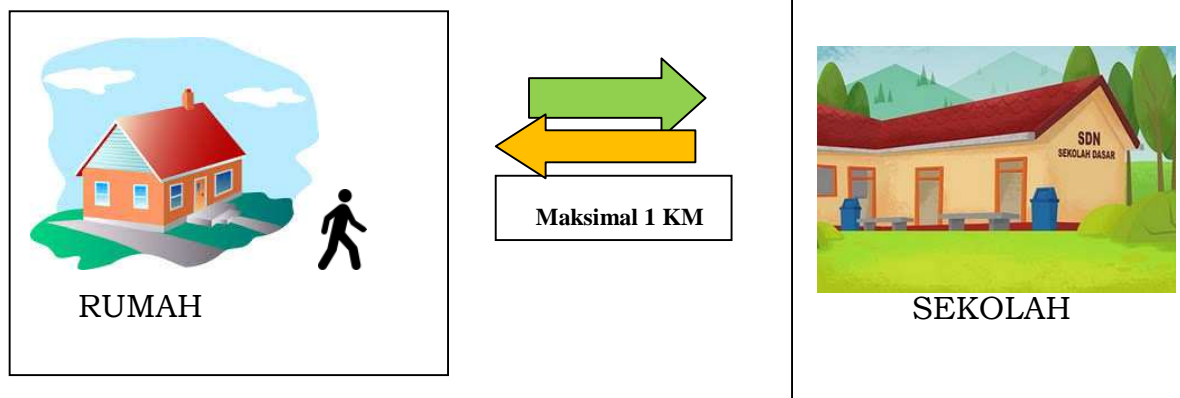 Maksimal 1 KM
SDN
SEKOLAH DASAR
RUMAH
SEKOLAH